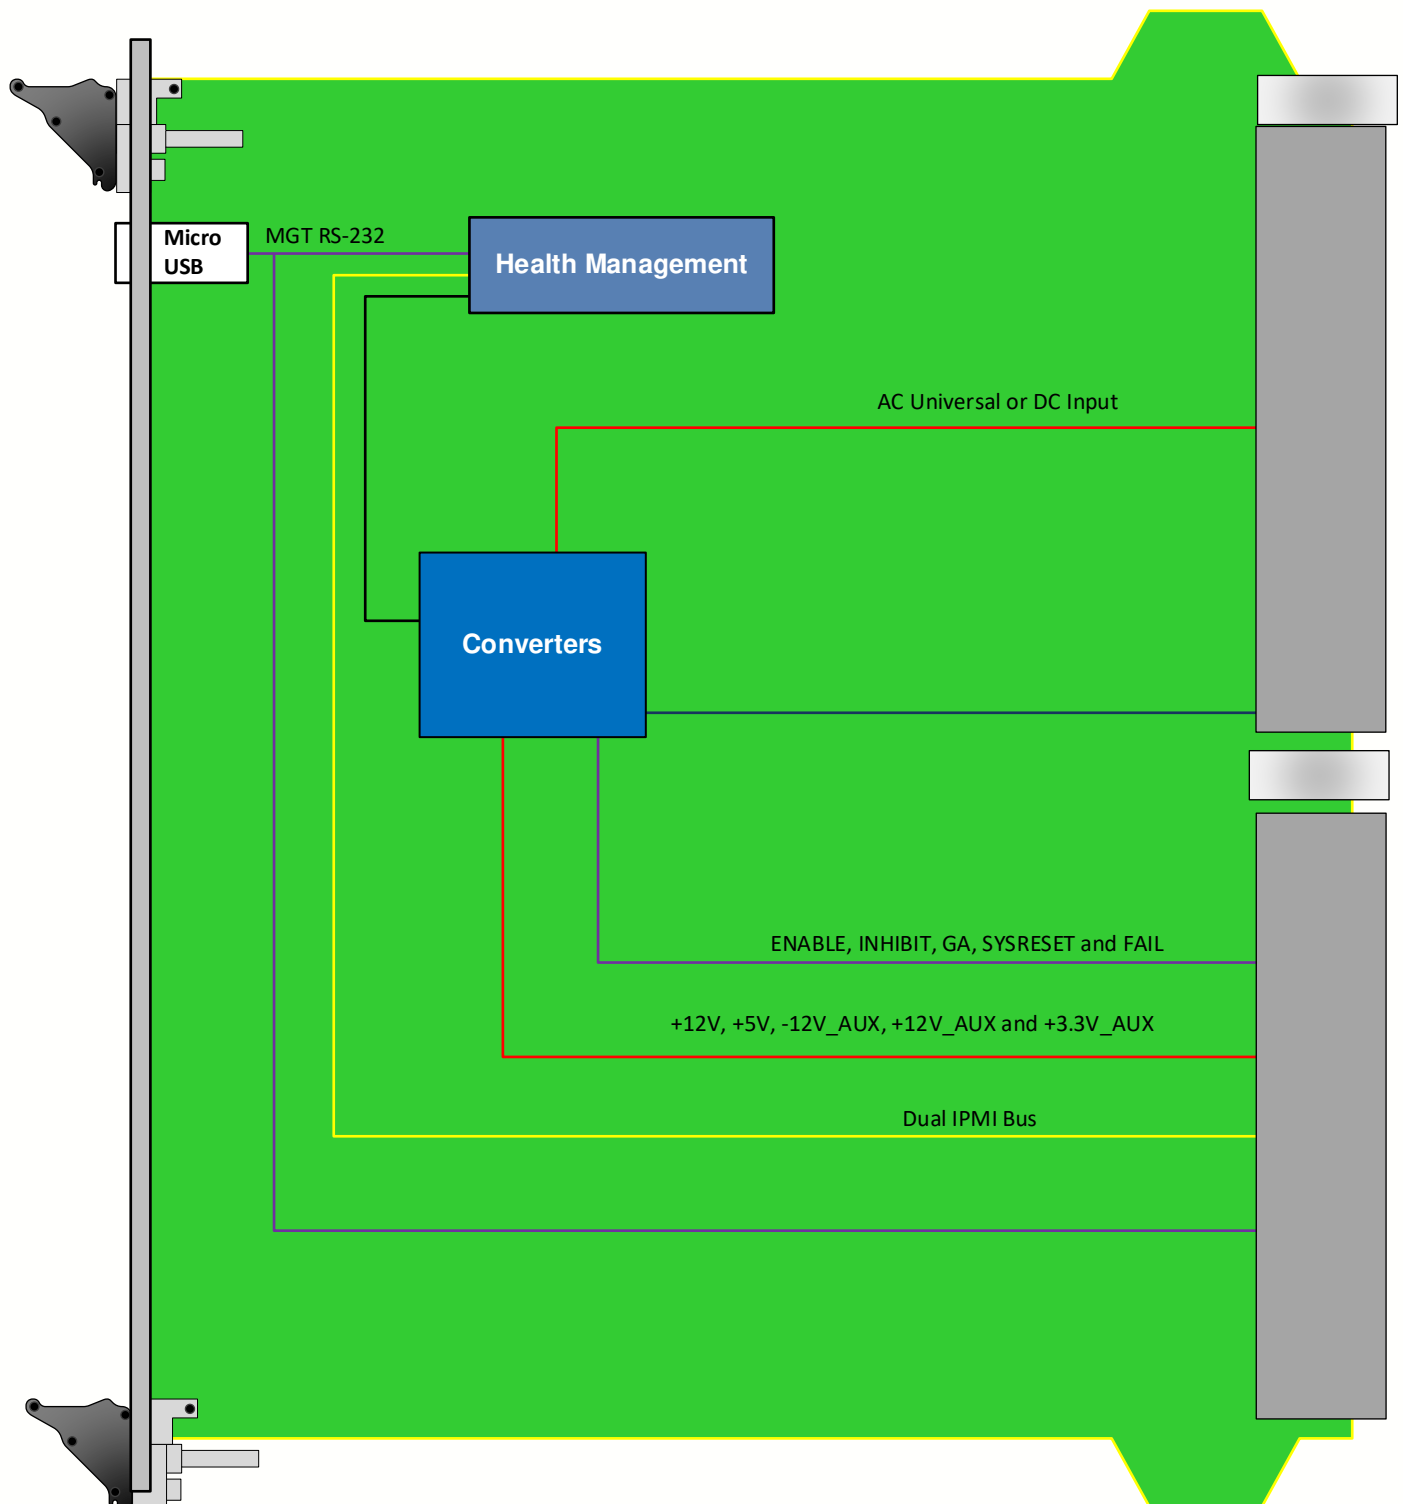 Micro
USB
MGT RS-232
Health Management
AC Universal or DC Input
Converters
ENABLE, INHIBIT, GA, SYSRESET and FAIL
+12V, +5V, -12V_AUX, +12V_AUX and +3.3V_AUX
Dual IPMI Bus